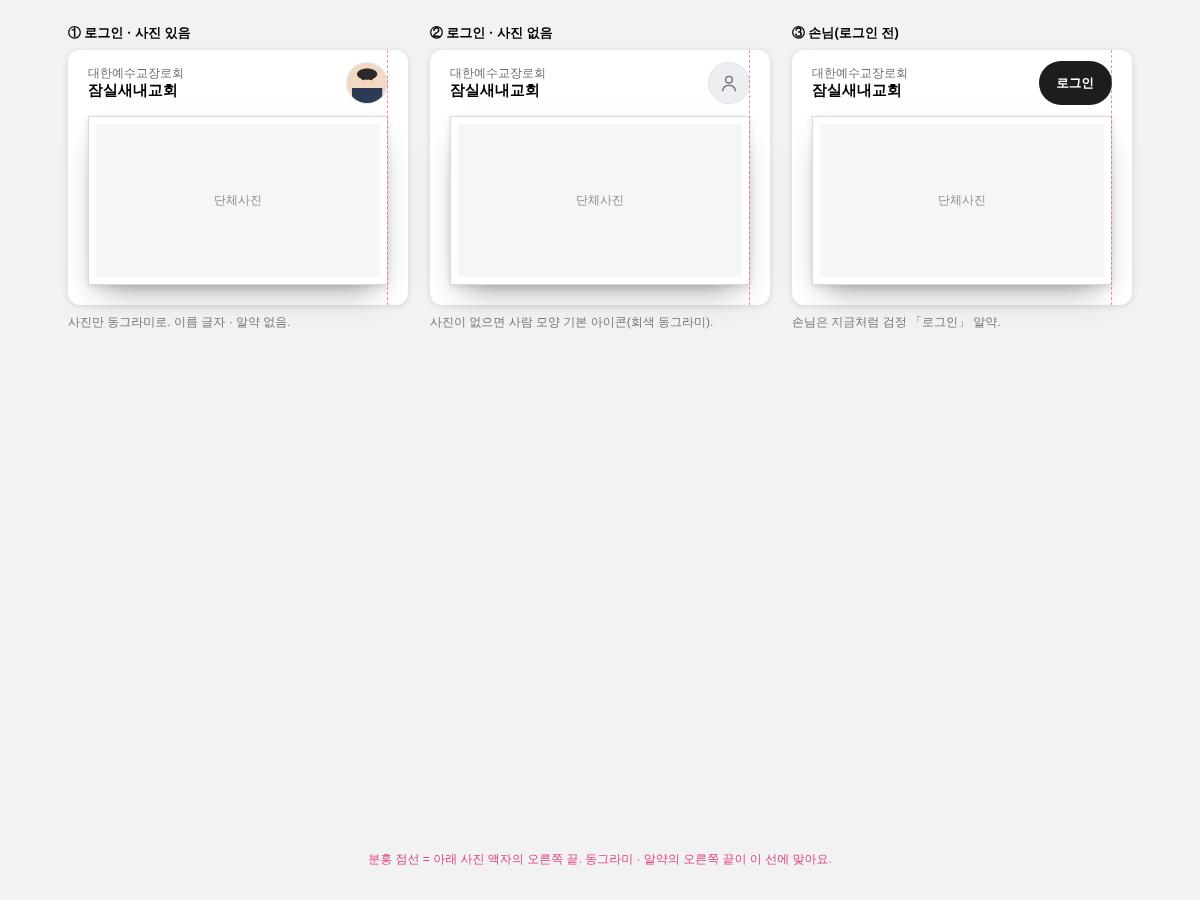 ① 로그인 · 사진 있음
대한예수교장로회
잠실새내교회
단체사진
사진만 동그라미로. 이름 글자 · 알약 없음.
② 로그인 · 사진 없음
대한예수교장로회
잠실새내교회
단체사진
사진이 없으면 사람 모양 기본 아이콘(회색 동그라미).
③ 손님(로그인 전)
대한예수교장로회
잠실새내교회
로그인
단체사진
손님은 지금처럼 검정 「로그인」 알약.
분홍 점선 = 아래 사진 액자의 오른쪽 끝. 동그라미 · 알약의 오른쪽 끝이 이 선에 맞아요.